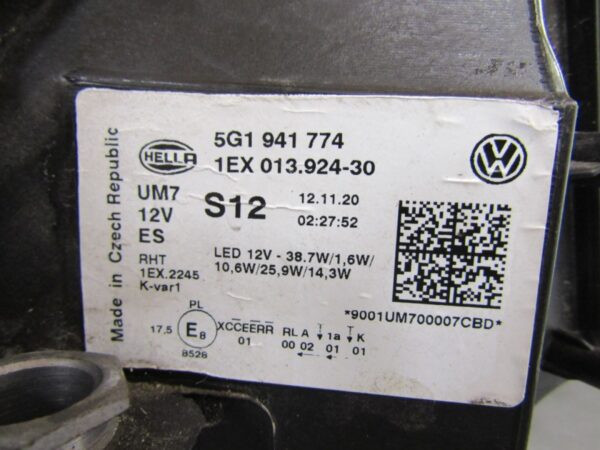 Made in Czech Republic
HELLA
5G1 941 774
1EX 013.924-30
UM7
12V
ES
S12
12.11.20
02:27:52
RHT
1EX.2245
K-var1
LED 12V - 38.7W/1,6W/
10,6W/25,9W/14,3W
*9001UM700007CBD*
PL
17.5 E8 XCCEERR RL A 1a K
01 00 02 01 01
8528